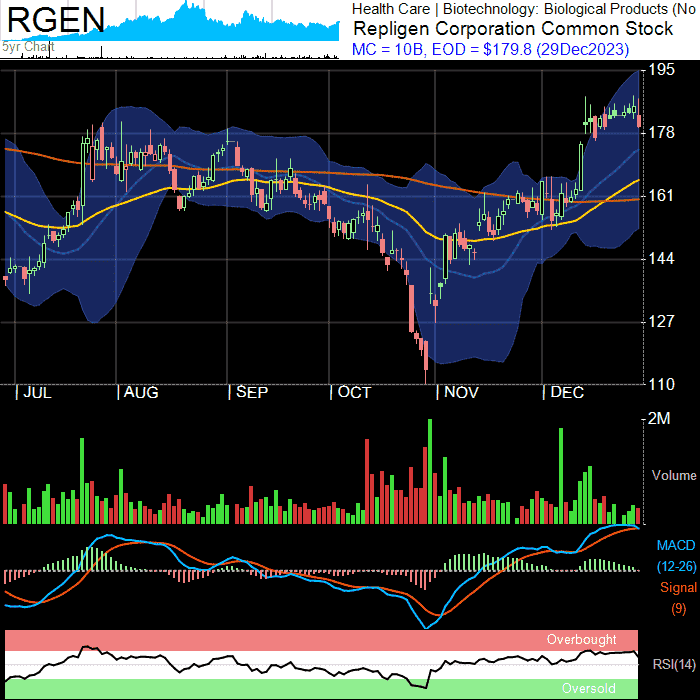 RGEN
Health Care | Biotechnology: Biological Products (No
Repligen Corporation Common Stock
MC = 10B, EOD = $179.8 (29Dec2023)
5yr Chart
195
178
161
144
127
110
JUL AUG SEP OCT NOV DEC
2M
Volume
MACD
(12-26)
Signal
(9)
Overbought
RSI(14)
Oversold